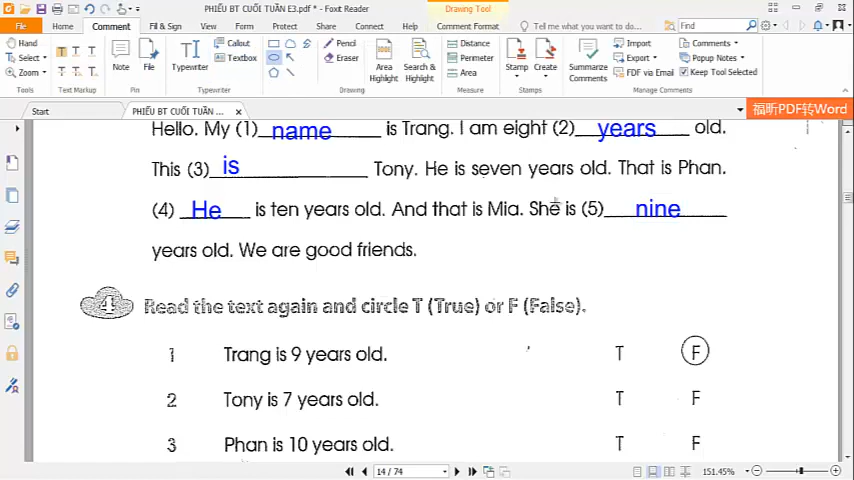 PHIẾU BT CUỐI TUẦN E3.pdf * - Foxit Reader
Drawing Tool
File Home Comment Fill & Sign View Form Protect Share Connect Help Extras Comment Format Tell me what you want to do.. Find
Hand
Select
Zoom
Tools
Text Markup
Note
File
Typewriter
Callout
Textbox
Typewriter
Pencil
Eraser
Drawing
Area Highlight
Search & Highlight
Distance
Perimeter
Area
Measure
Stamp
Create
Stamps
Summarize Comments
Import
Export
FDF via Email
Comments
Popup Notes
Keep Tool Selected
Manage Comments
Start PHIẾU BT CUỐI TUẦN ... 福昕PDF转Word
Hello. My (1) name is Trang. I am eight (2) years old.
This (3) is Tony. He is seven years old. That is Phan.
(4) He is ten years old. And that is Mia. She is (5) nine
years old. We are good friends.
4 Read the text again and circle T (True) or F (False).
1 Trang is 9 years old. T F
2 Tony is 7 years old. T F
3 Phan is 10 years old. T F
14 / 74 151.45%